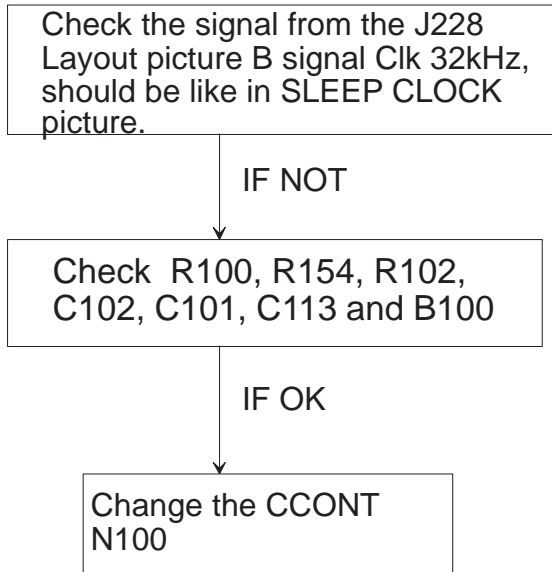 Check the signal from the J228
Layout picture B signal Clk 32kHz,
should be like in SLEEP CLOCK
picture.
IF NOT
Check R100, R154, R102,
C102, C101, C113 and B100
IF OK
Change the CCONT
N100